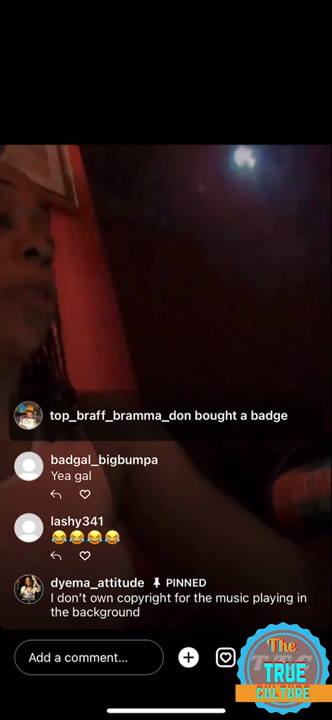 top_braff_bramma_don bought a badge
badgal_bigbumpa
Yea gal
lashy341
😂😂😂😂
dyema_attitude PINNED
I don't own copyright for the music playing in
the background
Add a comment...
The
TRUE
CULTURE